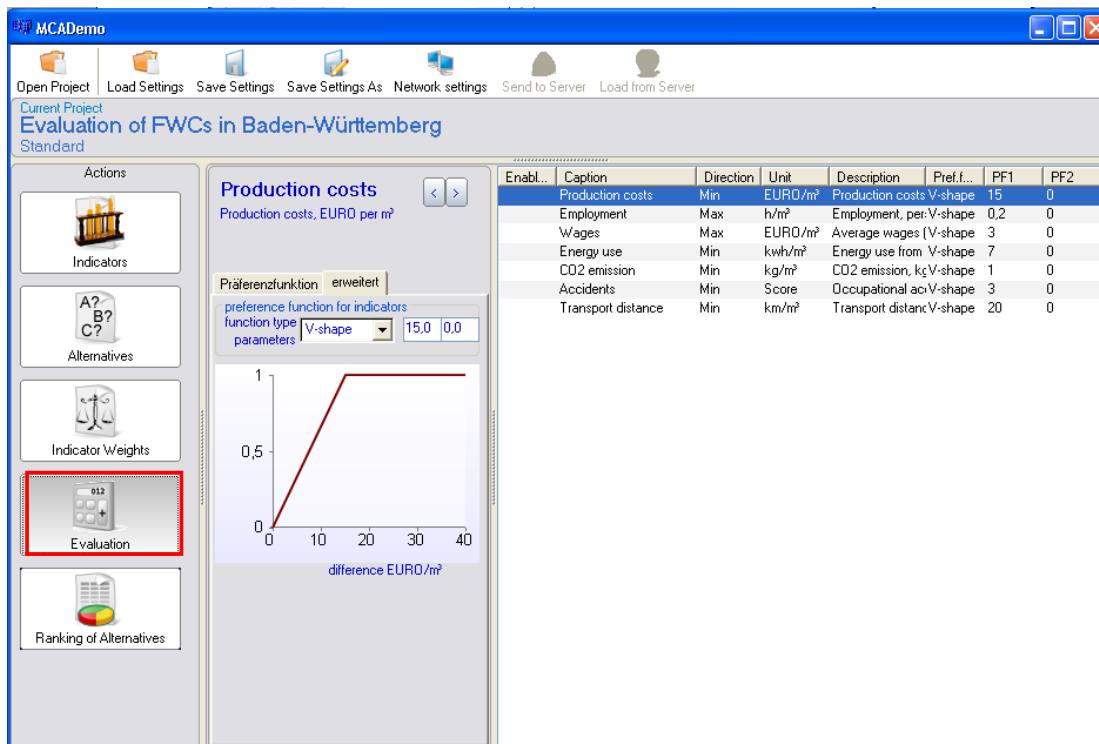 MCADemo
Open Project Load Settings Save Settings Save Settings As Network settings Send to Server Load from Server
Current Project
Evaluation of FWCs in Baden-Württemberg
Standard
Actions
Indicators
A?
B?
C?
Alternatives
Indicator Weights
012
Evaluation
Ranking of Alternatives
Production costs < >
Production costs, EURO per m³
Präferenzfunktion erweitert
preference function for indicators
function type V-shape 15,0 0,0
parameters
1
0,5
0
0 10 20 30 40
difference EURO/m³
Enabl... Caption Direction Unit Description Pref.f... PF1 PF2
Production costs Min EURO/m³ Production costs V-shape 15 0
Employment Max h/m³ Employment, per V-shape 0,2 0
Wages Max EURO/m³ Average wages ( V-shape 3 0
Energy use Min kwh/m³ Energy use from V-shape 7 0
CO2 emission Min kg/m³ CO2 emission, kg V-shape 1 0
Accidents Min Score Occupational ac V-shape 3 0
Transport distance Min km/m³ Transport distanc V-shape 20 0